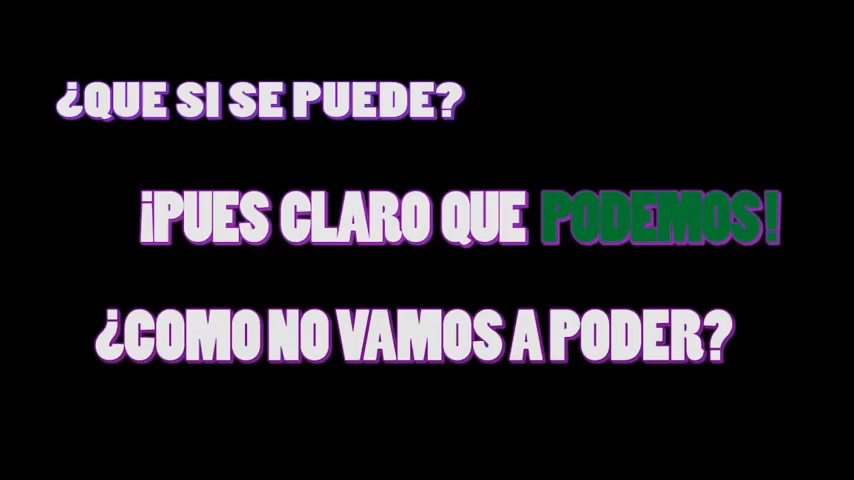 ¿QUE SI SE PUEDE?
¡PUES CLARO QUE PODEMOS!
¿COMO NO VAMOS A PODER?